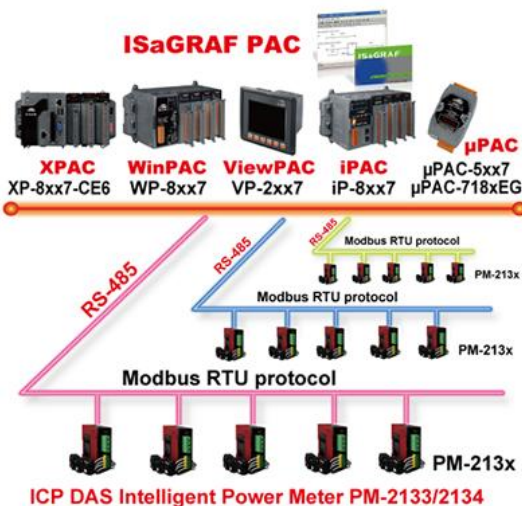 ISaGRAF PAC
ISaGRAF
XPAC
XP-8xx7-CE6
WinPAC
WP-8xx7
ViewPAC
VP-2xx7
iPAC
iP-8xx7
µPAC
µPAC-5xx7
µPAC-718xEG
RS-485
RS-485
RS-485
Modbus RTU protocol
PM-213x
Modbus RTU protocol
PM-213x
Modbus RTU protocol
PM-213x
ICP DAS Intelligent Power Meter PM-2133/2134